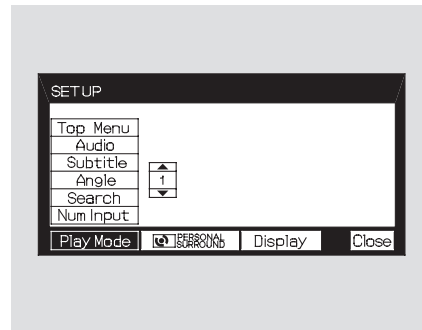 SETUP
Top Menu
Audio
Subtitle
Angle
1
Search
Num Input
Play Mode PERSONAL SURROUND Display Close